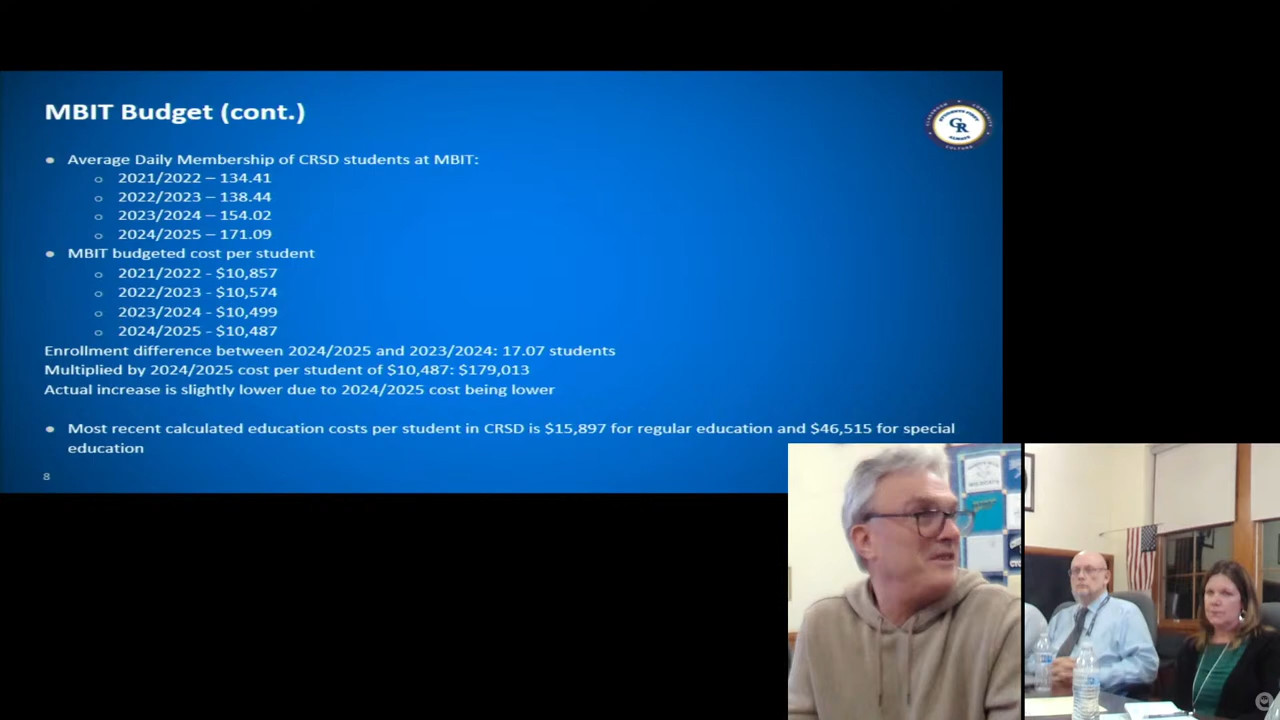 MBIT Budget (cont.)
Average Daily Membership of CRSD students at MBIT:
2021/2022 – 134.41
2022/2023 – 138.44
2023/2024 – 154.02
2024/2025 – 171.09
MBIT budgeted cost per student
2021/2022 - $10,857
2022/2023 - $10,574
2023/2024 - $10,499
2024/2025 - $10,487
Enrollment difference between 2024/2025 and 2023/2024: 17.07 students
Multiplied by 2024/2025 cost per student of $10,487: $179,013
Actual increase is slightly lower due to 2024/2025 cost being lower
Most recent calculated education costs per student in CRSD is $15,897 for regular education and $46,515 for special
education
8
CR